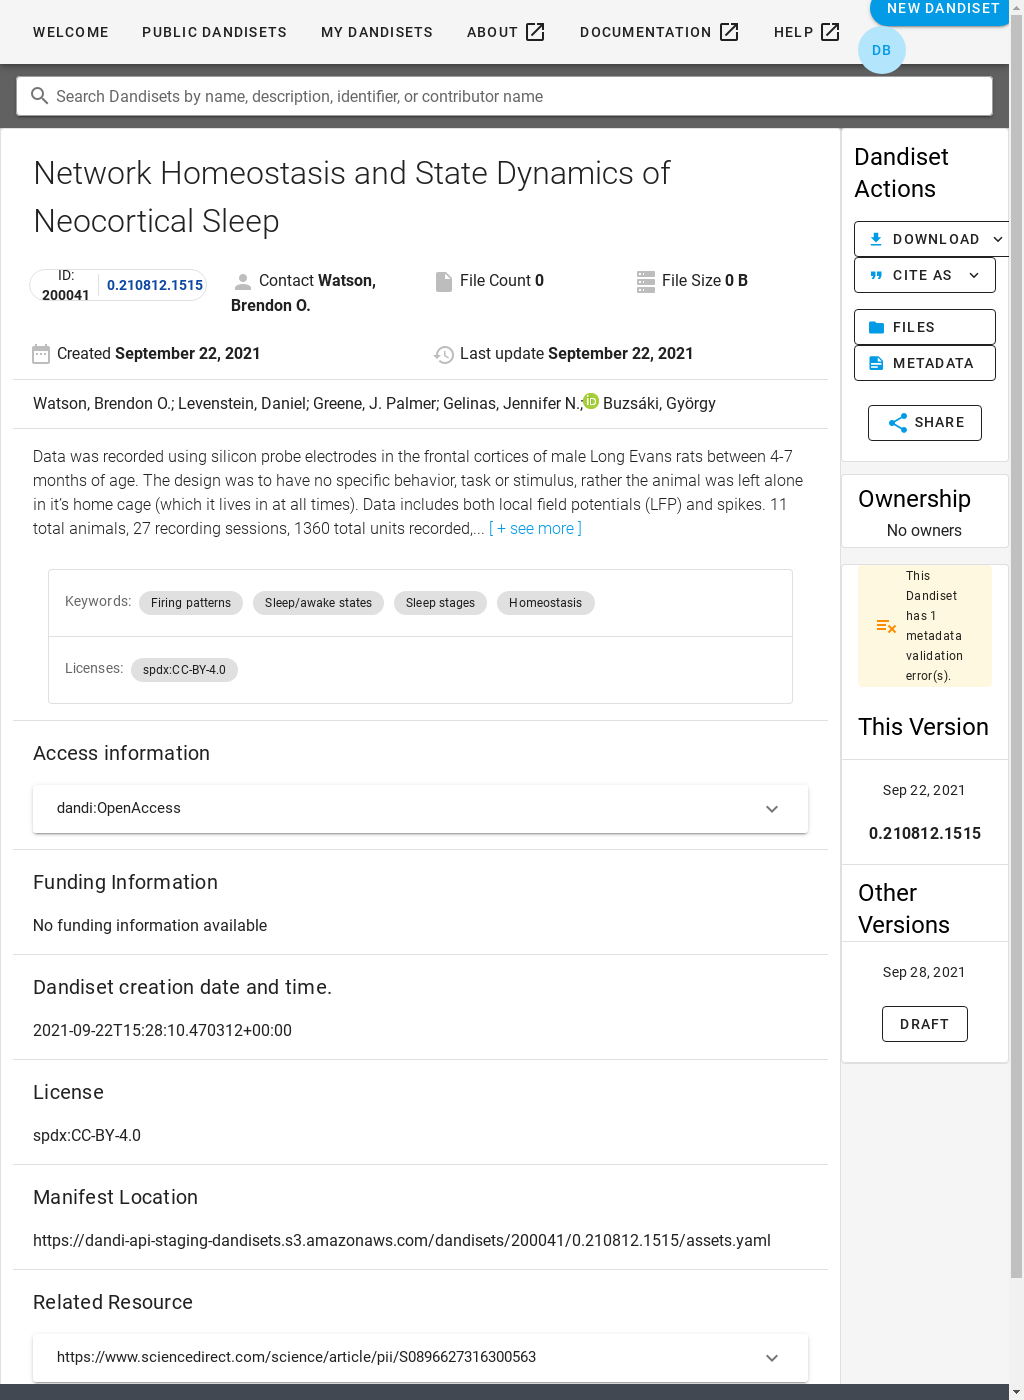 WELCOME PUBLIC DANDISETS MY DANDISETS ABOUT DOCUMENTATION HELP NEW DANDISET
DB
Search Dandisets by name, description, identifier, or contributor name
Network Homeostasis and State Dynamics of
Neocortical Sleep
ID:
200041
0.210812.1515
Contact Watson,
Brendon O.
File Count 0
File Size 0 B
Created September 22, 2021
Last update September 22, 2021
Watson, Brendon O.; Levenstein, Daniel; Greene, J. Palmer; Gelinas, Jennifer N.; iD Buzsáki, György
Data was recorded using silicon probe electrodes in the frontal cortices of male Long Evans rats between 4-7
months of age. The design was to have no specific behavior, task or stimulus, rather the animal was left alone
in it’s home cage (which it lives in at all times). Data includes both local field potentials (LFP) and spikes. 11
total animals, 27 recording sessions, 1360 total units recorded,... [ + see more ]
Keywords: Firing patterns Sleep/awake states Sleep stages Homeostasis
Licenses: spdx:CC-BY-4.0
Access information
dandi:OpenAccess
Funding Information
No funding information available
Dandiset creation date and time.
2021-09-22T15:28:10.470312+00:00
License
spdx:CC-BY-4.0
Manifest Location
https://dandi-api-staging-dandisets.s3.amazonaws.com/dandisets/200041/0.210812.1515/assets.yaml
Related Resource
https://www.sciencedirect.com/science/article/pii/S0896627316300563
Dandiset
Actions
DOWNLOAD
CITE AS
FILES
METADATA
SHARE
Ownership
No owners
This
Dandiset
has 1
metadata
validation
error(s).
This Version
Sep 22, 2021
0.210812.1515
Other
Versions
Sep 28, 2021
DRAFT